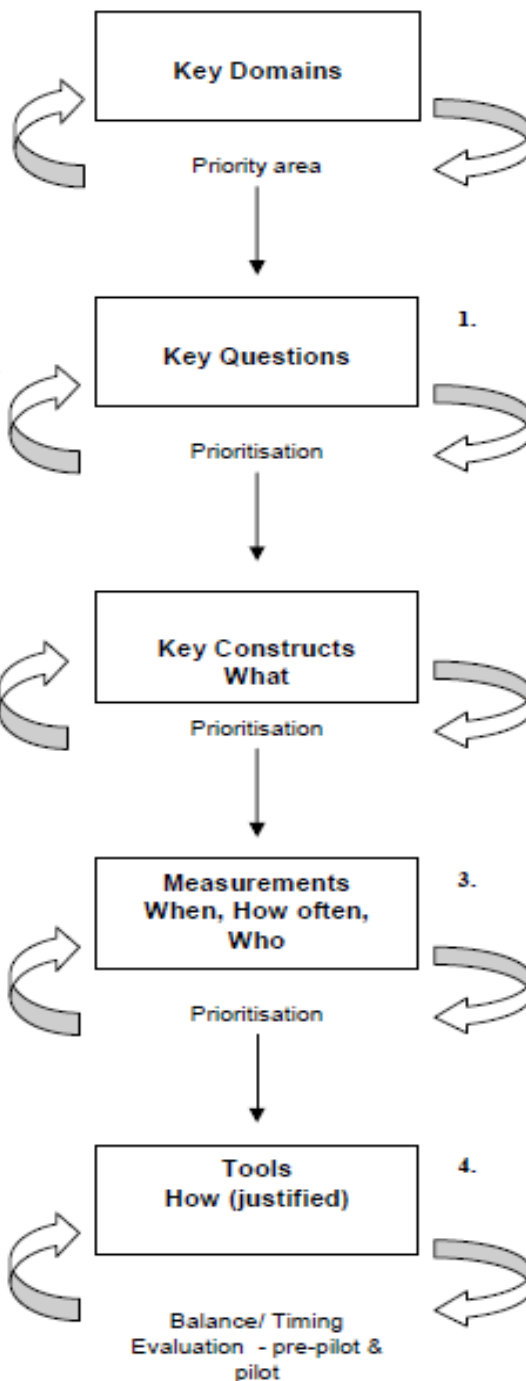 Key Domains
Priority area
1.
Key Questions
Prioritisation
Key Constructs
What
Prioritisation
Measurements
3.
When, How often,
Who
Prioritisation
Tools
4.
How (justified)
Balance/ Timing
Evaluation - pre-pilot &
pilot